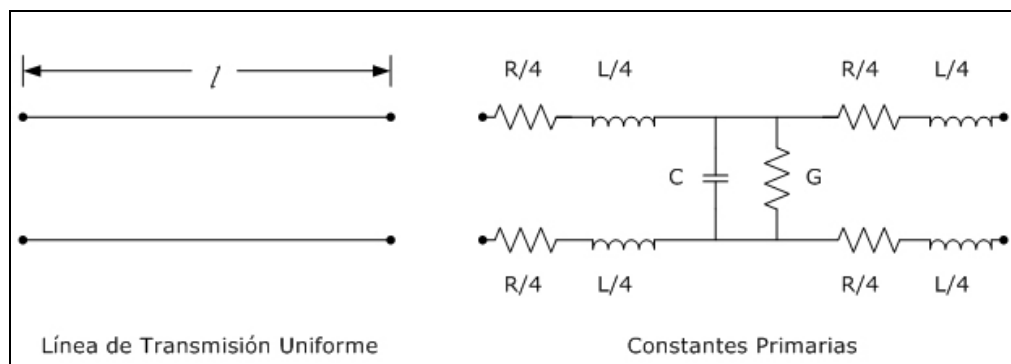 l
R/4 L/4 R/4 L/4
C G
R/4 L/4 R/4 L/4
Línea de Transmisión Uniforme
Constantes Primarias